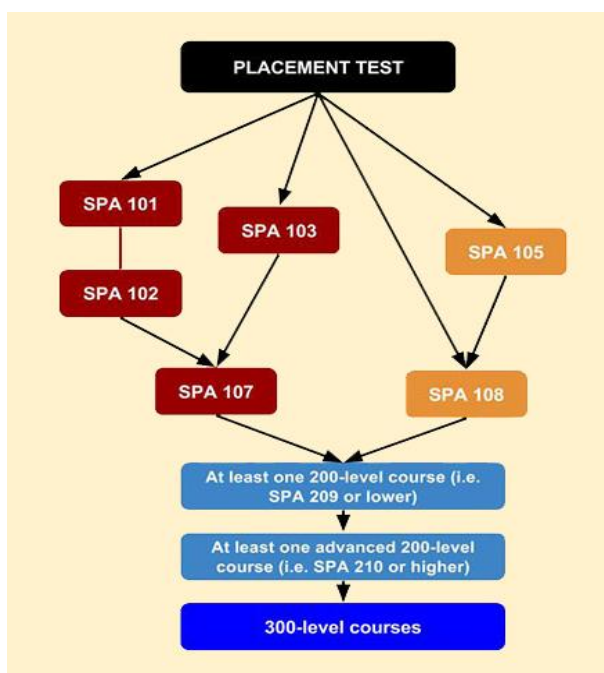 PLACEMENT TEST
SPA 101
SPA 103
SPA 105
SPA 102
SPA 107
SPA 108
At least one 200-level course (i.e.
SPA 209 or lower)
At least one advanced 200-level
course (i.e. SPA 210 or higher)
300-level courses